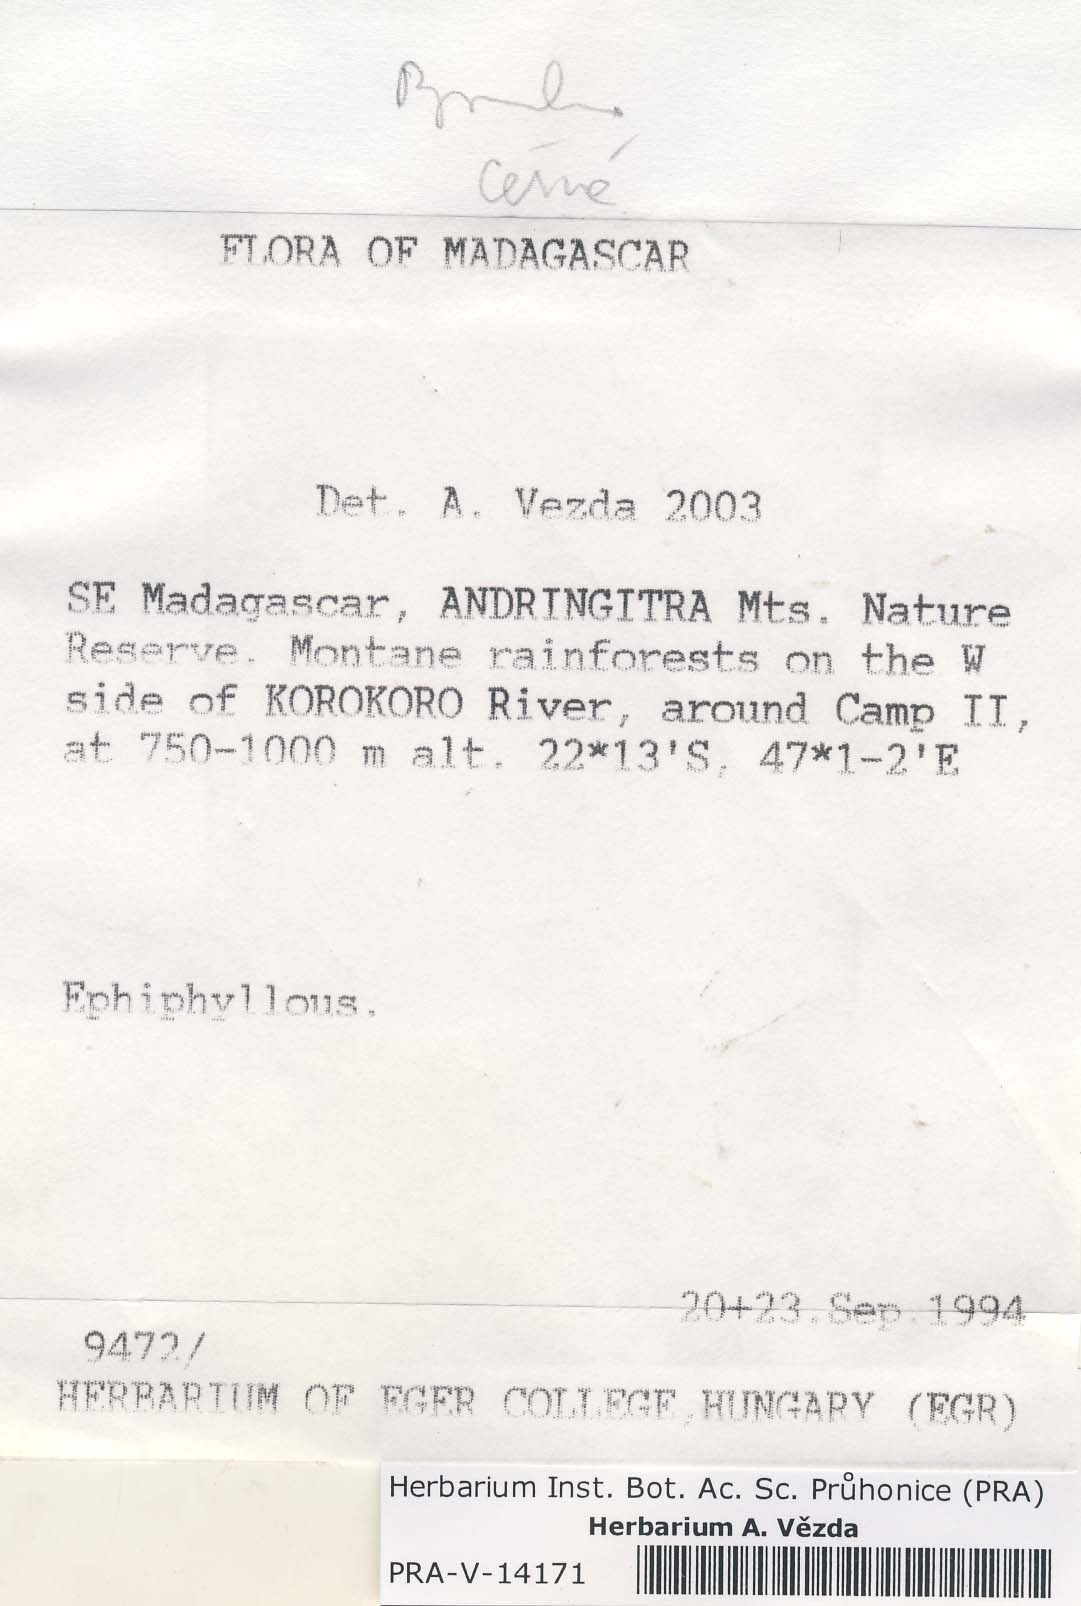 černé
FLORA OF MADAGASCAR
Det. A. Vezda 2003
SE Madagascar, ANDRINGITRA Mts. Nature
Reserve. Montane rainforests on the W
side of KOROKORO River, around Camp II,
at 750-1000 m alt. 22*13'S, 47*1-2'E
Ephiphyllous.
20+23.Sep.1994
9472/
HERBARIUM OF EGER COLLEGE,HUNGARY (EGR)
Herbarium Inst. Bot. Ac. Sc. Průhonice (PRA)
Herbarium A. Vězda
PRA-V-14171